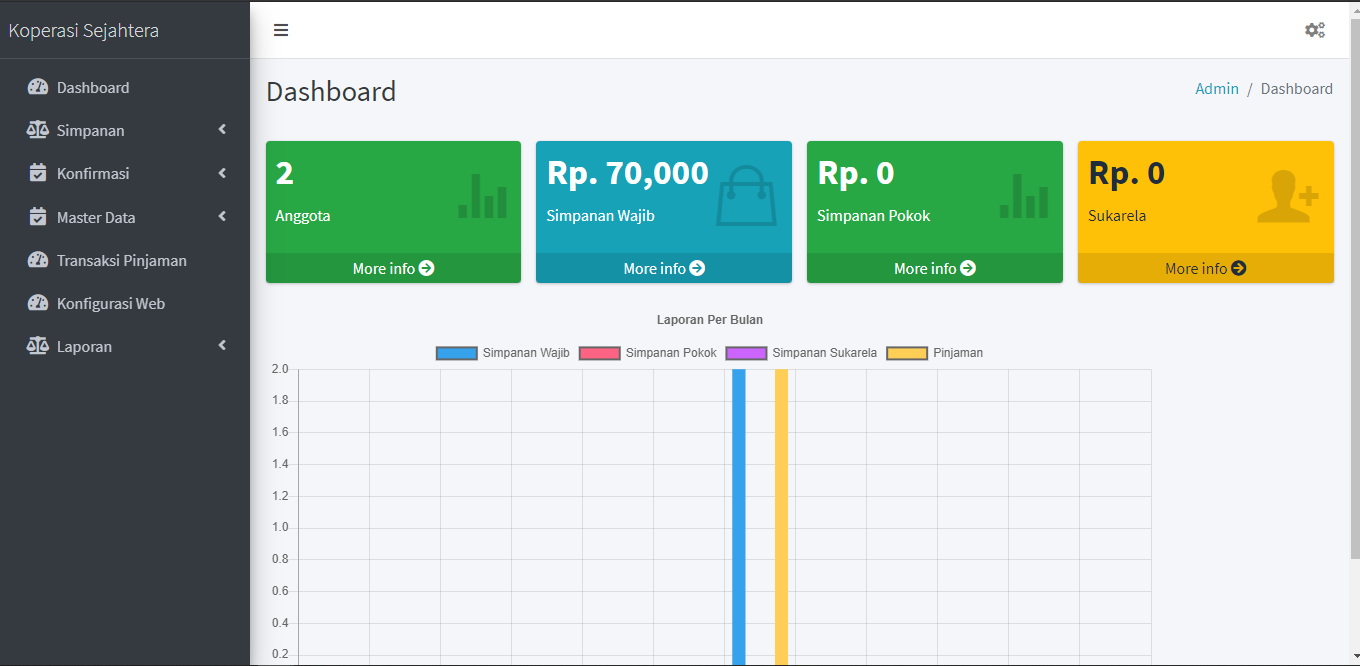 Koperasi Sejahtera
Dashboard
Simpanan
Konfirmasi
Master Data
Transaksi Pinjaman
Konfigurasi Web
Laporan
Dashboard
Admin / Dashboard
2
Anggota
More info
Rp. 70,000
Simpanan Wajib
More info
Rp. 0
Simpanan Pokok
More info
Rp. 0
Sukarela
More info
Laporan Per Bulan
Simpanan Wajib Simpanan Pokok Simpanan Sukarela Pinjaman
2.0
1.8
1.6
1.4
1.2
1.0
0.8
0.6
0.4
0.2